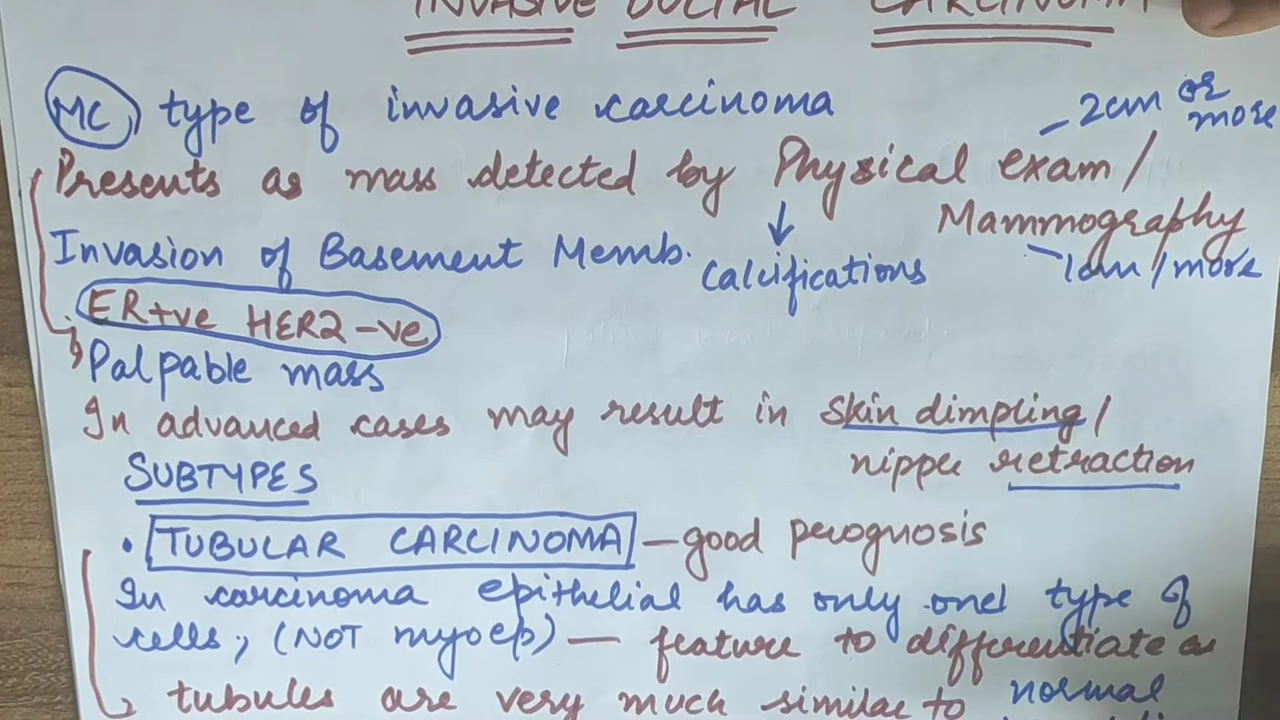 INVASIVE DUCTAL CARCINOMA
MC type of invasive carcinoma
2cm or more
Presents as mass detected by Physical exam /
Mammography
Invasion of Basement Memb. Calcifications
1cm / more
ER+ve HER2 -ve
Palpable mass
In advanced cases may result in skin dimpling /
nipple retraction
SUBTYPES
• TUBULAR CARCINOMA — good perognosis
In carcinoma epithelial has only one type of
cells, (NOT myoep) — feature to differentiate as
tubules are very much similar to normal